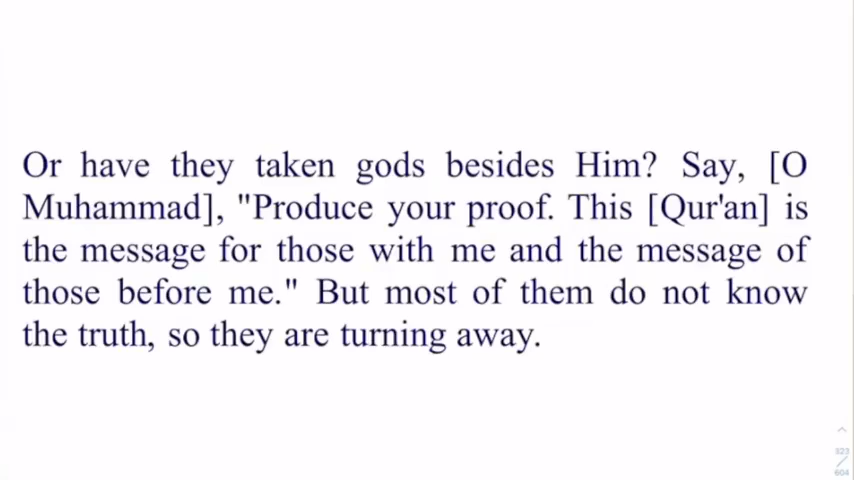 Or have they taken gods besides Him? Say, [O
Muhammad], "Produce your proof. This [Qur'an] is
the message for those with me and the message of
those before me." But most of them do not know
the truth, so they are turning away.
323
/
604